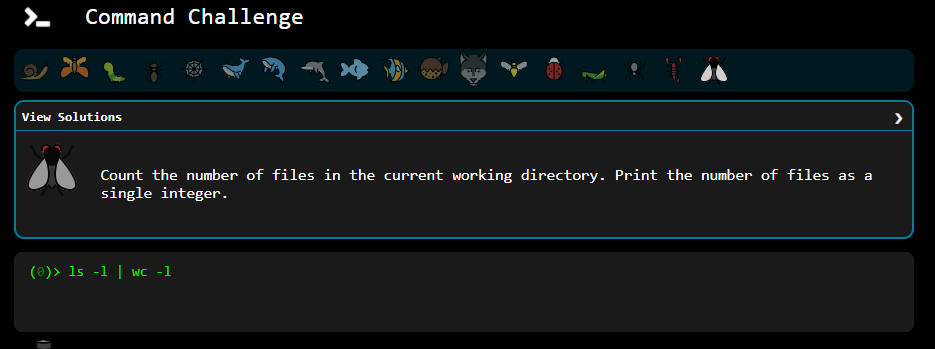 Command Challenge
View Solutions
Count the number of files in the current working directory. Print the number of files as a
single integer.
(0)> ls -l | wc -l